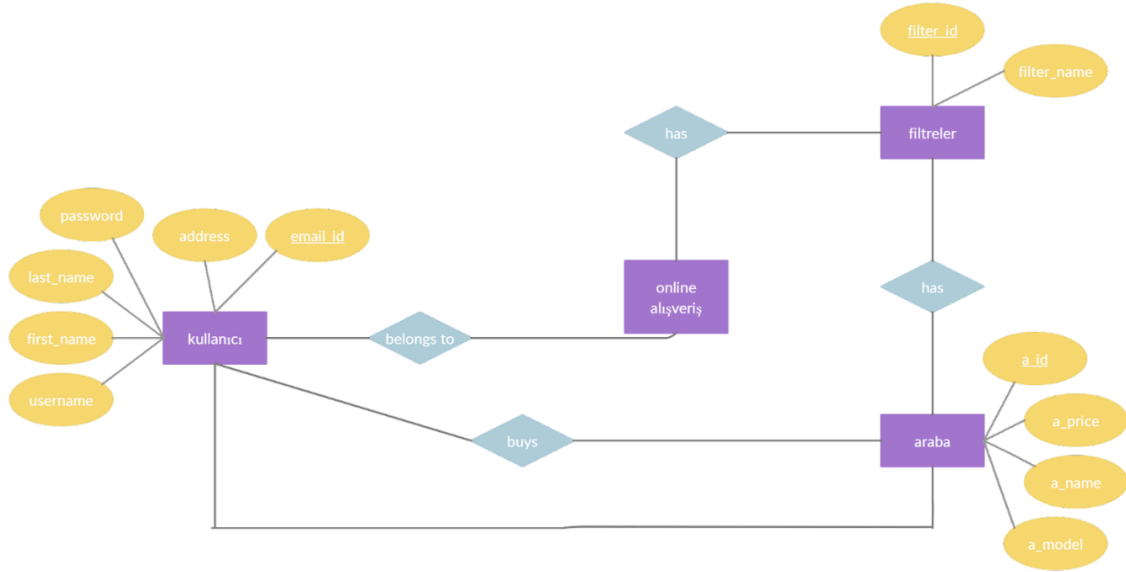 filter_id
filter_name
has
filtreler
password
address
email_id
last_name
online
alışveriş
has
first_name
kullanıcı
belongs to
username
a_id
a_price
buys
araba
a_name
a_model